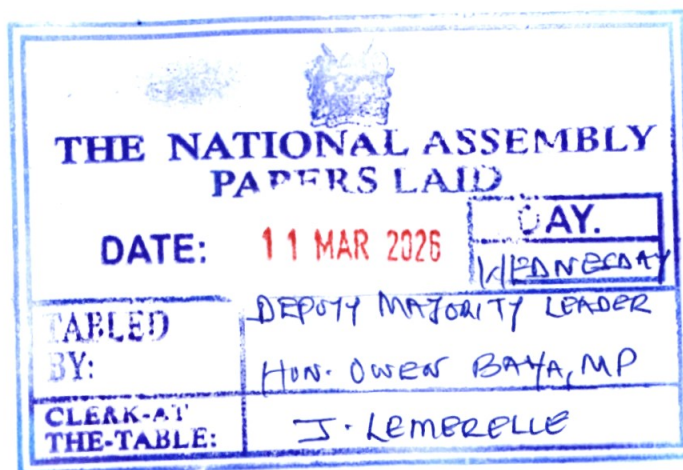 THE NATIONAL ASSEMBLY
PAPERS LAID
DATE: 11 MAR 2026
DAY.
WEDNESDAY
TABLED BY: DEPUTY MAJORITY LEADER
HON. OWEN BAYA, MP
CLERK-AT THE-TABLE: J. LEMERELLE